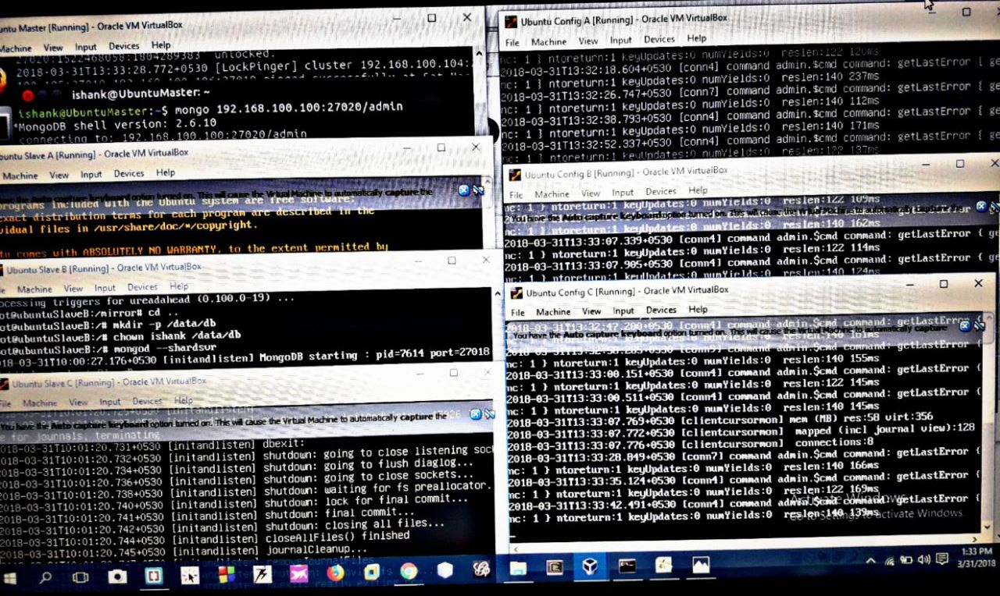 untu Master [Running] - Oracle VM VirtualBox
Machine View Input Devices Help
27020:1522468058:1804289383' unlocked.
2018-03-31T13:33:28.772+0530 [LockPinger] cluster 192.168.100.104:
ishank@UbuntuMaster: ~
ishank@UbuntuMaster:~$ mongo 192.168.100.100:27020/admin
MongoDB shell version: 2.6.10
connecting to: 192.168.100.100:27020/admin
buntu Slave A [Running] - Oracle VM VirtualBox
Machine View Input Devices Help
have the Auto capture keyboard option turned on. This will cause the Virtual Machine to automatically capture the
programs included with the Ubuntu system are free software;
exact distribution terms for each program are described in the
vidual files in /usr/share/doc/*/copyright.
tu comes with ABSOLUTELY NO WARRANTY, to the extent permitted by
Ubuntu Slave B [Running] - Oracle VM VirtualBox
Machine View Input Devices Help
ocessing triggers for ureadahead (0.100.0-19) ...
ot@ubuntuSlaveB:/mirror# cd ..
ot@ubuntuSlaveB:/# mkdir -p /data/db
ot@ubuntuSlaveB:/# chown ishank /data/db
ot@ubuntuSlaveB:/# mongod --shardsvr
18-03-31T10:00:27.176+0530 [initandlisten] MongoDB starting : pid=7614 port=27018
Ubuntu Slave C [Running] - Oracle VM VirtualBox
File Machine View Input Devices Help
You have the Auto capture keyboard option turned on. This will cause the Virtual Machine to automatically capture the
for journals, terminating
018-03-31T10:01:20.731+0530 [initandlisten] dbexit:
018-03-31T10:01:20.732+0530 [initandlisten] shutdown: going to close listening soc
018-03-31T10:01:20.734+0530 [initandlisten] shutdown: going to flush diaglog...
018-03-31T10:01:20.736+0530 [initandlisten] shutdown: going to close sockets...
018-03-31T10:01:20.738+0530 [initandlisten] shutdown: waiting for fs preallocator.
018-03-31T10:01:20.740+0530 [initandlisten] shutdown: lock for final commit...
018-03-31T10:01:20.741+0530 [initandlisten] shutdown: final commit...
018-03-31T10:01:20.742+0530 [initandlisten] shutdown: closing all files...
018-03-31T10:01:20.744+0530 [initandlisten] closeAllFiles() finished
018-03-31T10:01:20.745+0530 [initandlisten] journalCleanup...
Ubuntu Config A [Running] - Oracle VM VirtualBox
File Machine View Input Devices Help
nc: 1 } ntoreturn:1 keyUpdates:0 numYields:0 reslen:122 120ms
2018-03-31T13:32:18.604+0530 [conn4] command admin.$cmd command: getLastError { ge
nc: 1 } ntoreturn:1 keyUpdates:0 numYields:0 reslen:140 237ms
2018-03-31T13:32:26.747+0530 [conn7] command admin.$cmd command: getLastError { ge
nc: 1 } ntoreturn:1 keyUpdates:0 numYields:0 reslen:140 112ms
2018-03-31T13:32:38.793+0530 [conn4] command admin.$cmd command: getLastError { ge
nc: 1 } ntoreturn:1 keyUpdates:0 numYields:0 reslen:140 171ms
2018-03-31T13:32:52.337+0530 [conn4] command admin.$cmd command: getLastError { ge
nc: 1 } ntoreturn:1 keyUpdates:0 numYields:0 reslen:122 137ms
Ubuntu Config B [Running] - Oracle VM VirtualBox
File Machine View Input Devices Help
nc: 1 } ntoreturn:1 keyUpdates:0 numYields:0 reslen:122 109ms
You have the Auto capture keyboard option turned on. This will cause the Virtual Machine to automatically capture the
nc: 1 } ntoreturn:1 keyUpdates:0 numYields:0 reslen:140 162ms
2018-03-31T13:33:07.339+0530 [conn4] command admin.$cmd command: getLastError { ge
nc: 1 } ntoreturn:1 keyUpdates:0 numYields:0 reslen:122 114ms
2018-03-31T13:33:07.905+0530 [conn4] command admin.$cmd command: getLastError { ge
nc: 1 } ntoreturn:1 keyUpdates:0 numYields:0 reslen:140 124ms
Ubuntu Config C [Running] - Oracle VM VirtualBox
File Machine View Input Devices Help
2018-03-31T13:32:47.200+0530 [conn4] command admin.$cmd command: getLastError {
You have the Auto capture keyboard option turned on. This will cause the Virtual Machine to automatically capture
nc: 1 } ntoreturn:1 keyUpdates:0 numYields:0 reslen:140 155ms
2018-03-31T13:33:00.151+0530 [conn4] command admin.$cmd command: getLastError {
nc: 1 } ntoreturn:1 keyUpdates:0 numYields:0 reslen:122 145ms
2018-03-31T13:33:00.511+0530 [conn4] command admin.$cmd command: getLastError {
nc: 1 } ntoreturn:1 keyUpdates:0 numYields:0 reslen:140 145ms
2018-03-31T13:33:07.769+0530 [clientcursormon] mem (MB) res:58 virt:356
2018-03-31T13:33:07.772+0530 [clientcursormon] mapped (incl journal view):128
2018-03-31T13:33:07.776+0530 [clientcursormon] connections:8
2018-03-31T13:33:28.849+0530 [conn7] command admin.$cmd command: getLastError {
nc: 1 } ntoreturn:1 keyUpdates:0 numYields:0 reslen:140 166ms
2018-03-31T13:33:35.124+0530 [conn4] command admin.$cmd command: getLastError {
nc: 1 } ntoreturn:1 keyUpdates:0 numYields:0 reslen:122 169ms
2018-03-31T13:33:42.491+0530 [conn4] command admin.$cmd command: getLastError {
nc: 1 } ntoreturn:1 keyUpdates:0 numYields:0 reslen:140 139ms
Activate Windows
Go to Settings to activate Windows.
1:33 PM
3/31/2018